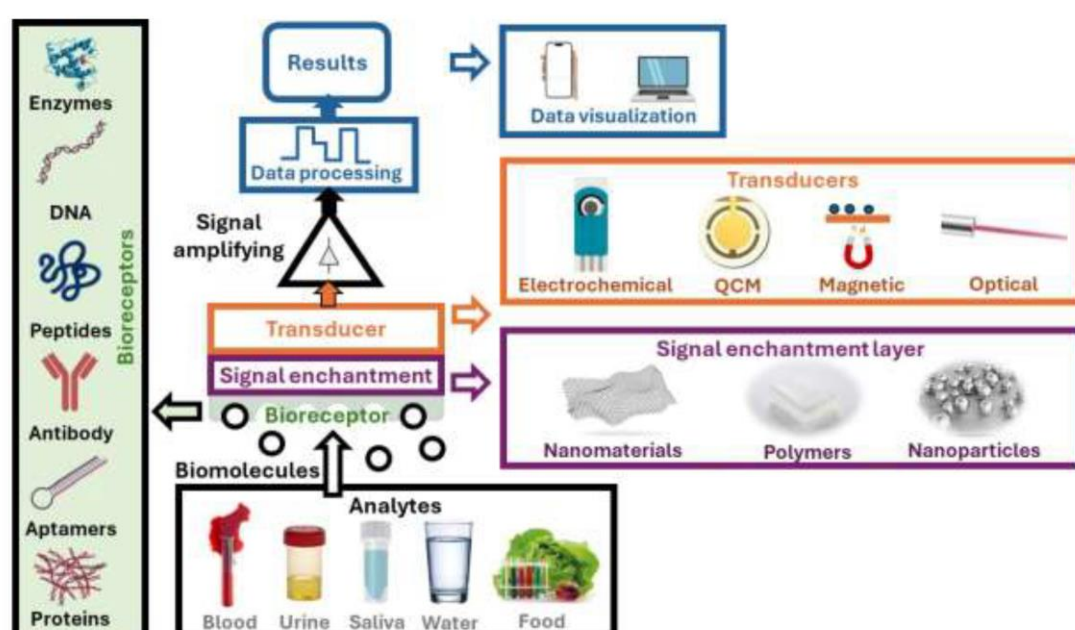 Enzymes
DNA
Peptides
Antibody
Aptamers
Proteins
Bioreceptors
Results
Data processing
Signal
amplifying
Transducer
Signal enchantment
Bioreceptor
Biomolecules
Analytes
Blood Urine Saliva Water Food
Data visualization
Transducers
Electrochemical QCM Magnetic Optical
Signal enchantment layer
Nanomaterials Polymers Nanoparticles